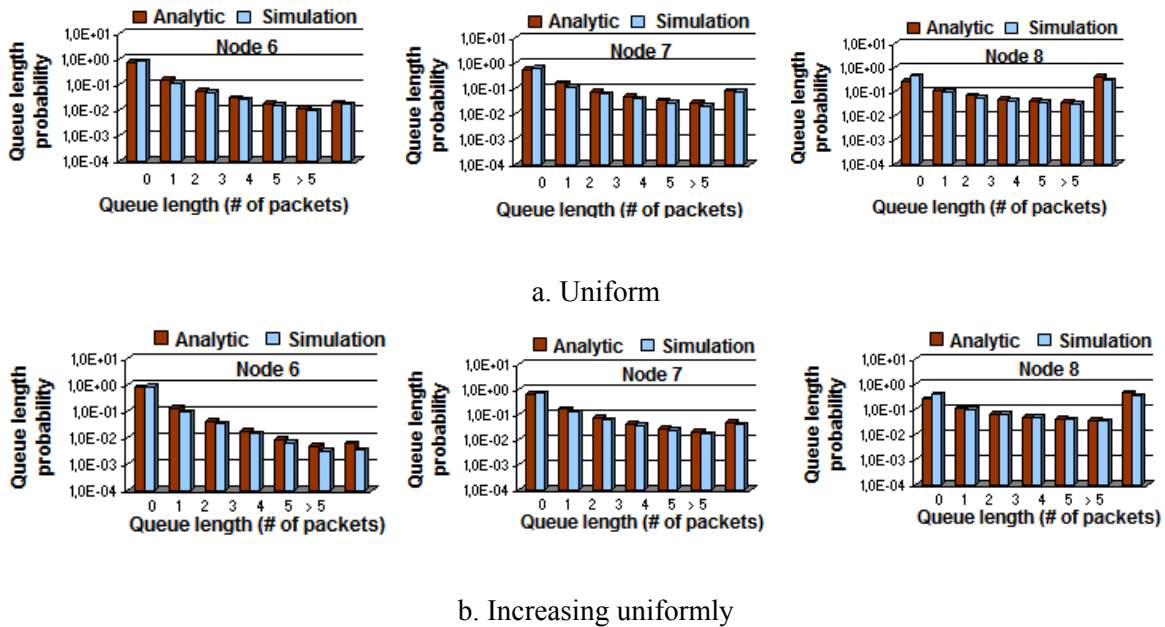 Analytic Simulation
Node 6
Queue length probability
1,0E+01
1,0E+00
1,0E-01
1,0E-02
1,0E-03
1,0E-04
0 1 2 3 4 5 > 5
Queue length (# of packets)
Analytic Simulation
Node 7
Queue length probability
1,0E+01
1,0E+00
1,0E-01
1,0E-02
1,0E-03
1,0E-04
0 1 2 3 4 5 > 5
Queue length (# of packets)
Analytic Simulation
Node 8
Queue length probability
1,0E+01
1,0E+00
1,0E-01
1,0E-02
1,0E-03
1,0E-04
0 1 2 3 4 5 > 5
Queue length (# of packets)
a. Uniform
Analytic Simulation
Node 6
Queue length probability
1,0E+01
1,0E+00
1,0E-01
1,0E-02
1,0E-03
1,0E-04
0 1 2 3 4 5 > 5
Queue length (# of packets)
Analytic Simulation
Node 7
Queue length probability
1,0E+01
1,0E+00
1,0E-01
1,0E-02
1,0E-03
1,0E-04
0 1 2 3 4 5 > 5
Queue length (# of packets)
Analytic Simulation
Node 8
Queue length probability
1,0E+01
1,0E+00
1,0E-01
1,0E-02
1,0E-03
1,0E-04
0 1 2 3 4 5 > 5
Queue length (# of packets)
b. Increasing uniformly